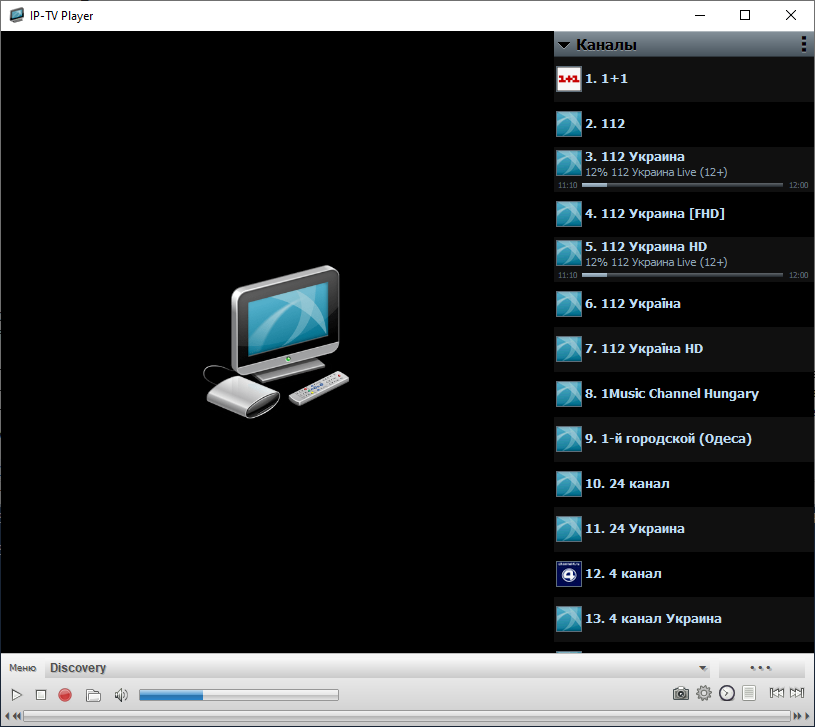 IP-TV Player
Каналы
1+1
1. 1+1
2. 112
3. 112 Украина
12% 112 Украина Live (12+)
11:10 12:00
4. 112 Украина [FHD]
5. 112 Украина HD
12% 112 Украина Live (12+)
11:10 12:00
6. 112 Україна
7. 112 Україна HD
8. 1Music Channel Hungary
9. 1-й городской (Одеса)
10. 24 канал
11. 24 Украина
4
12. 4 канал
13. 4 канал Украина
Меню Discovery